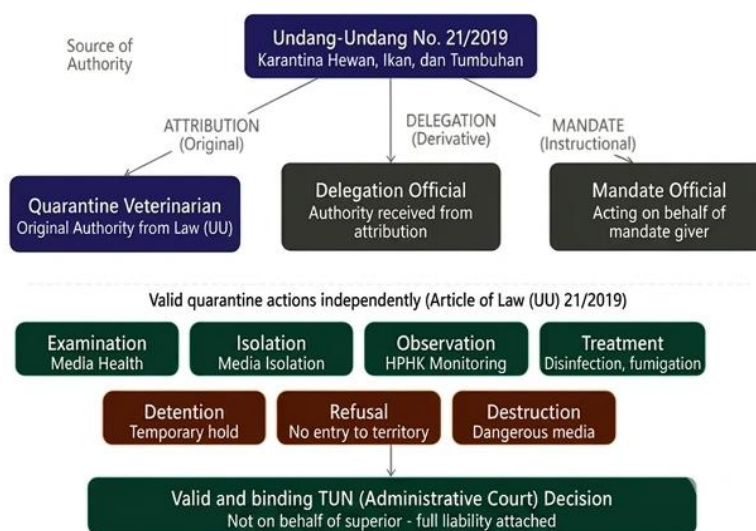 Source of
Authority
Undang-Undang No. 21/2019
Karantina Hewan, Ikan, dan Tumbuhan
ATTRIBUTION
(Original)
DELEGATION
(Derivative)
MANDATE
(Instructional)
Quarantine Veterinarian
Original Authority from Law (UU)
Delegation Official
Authority received from
attribution
Mandate Official
Acting on behalf of
mandate giver
Valid quarantine actions independently (Article of Law (UU) 21/2019)
Examination
Media Health
Isolation
Media Isolation
Observation
HPHK Monitoring
Treatment
Disinfection, fumigation
Detention
Temporary hold
Refusal
No entry to territory
Destruction
Dangerous media
Valid and binding TUN (Administrative Court) Decision
Not on behalf of superior - full liability attached